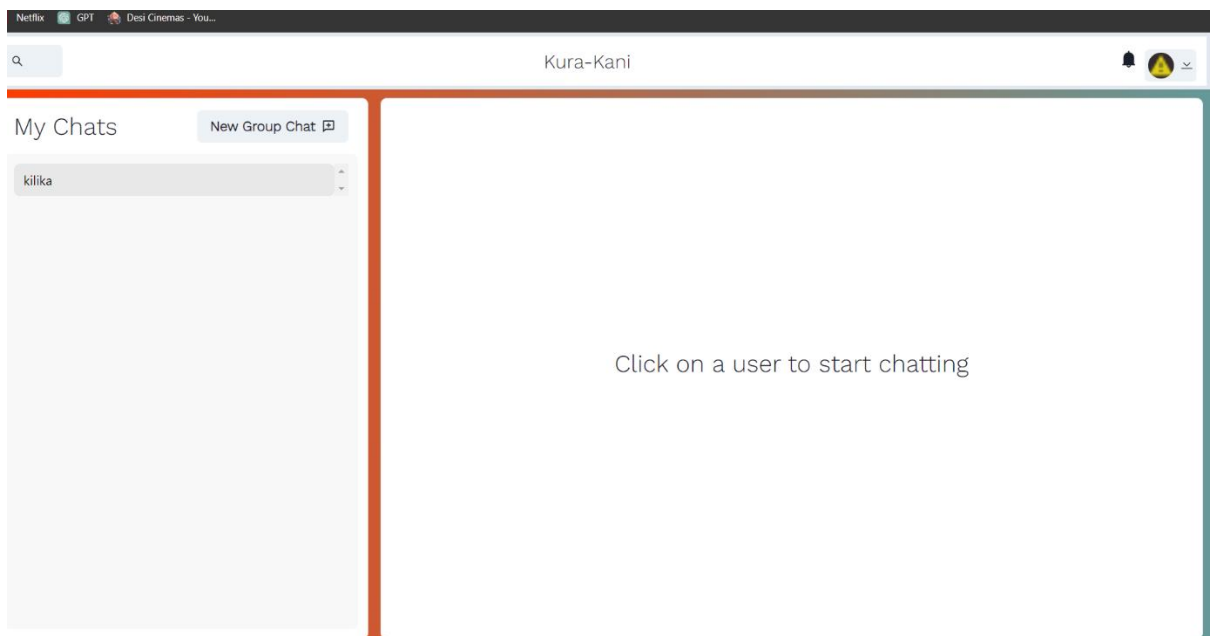 Netflix GPT Desi Cinemas - You...
Kura-Kani
My Chats New Group Chat
kilika
Click on a user to start chatting